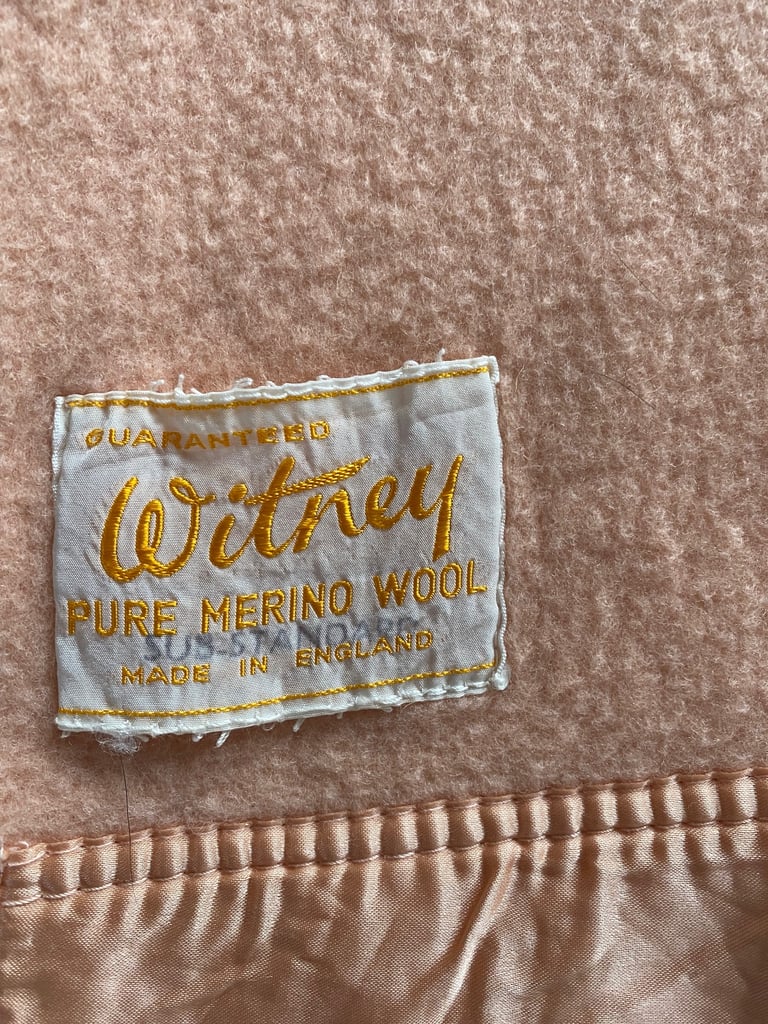 GUARANTEED
Witney
PURE MERINO WOOL
SUB-STANDARD
MADE IN ENGLAND